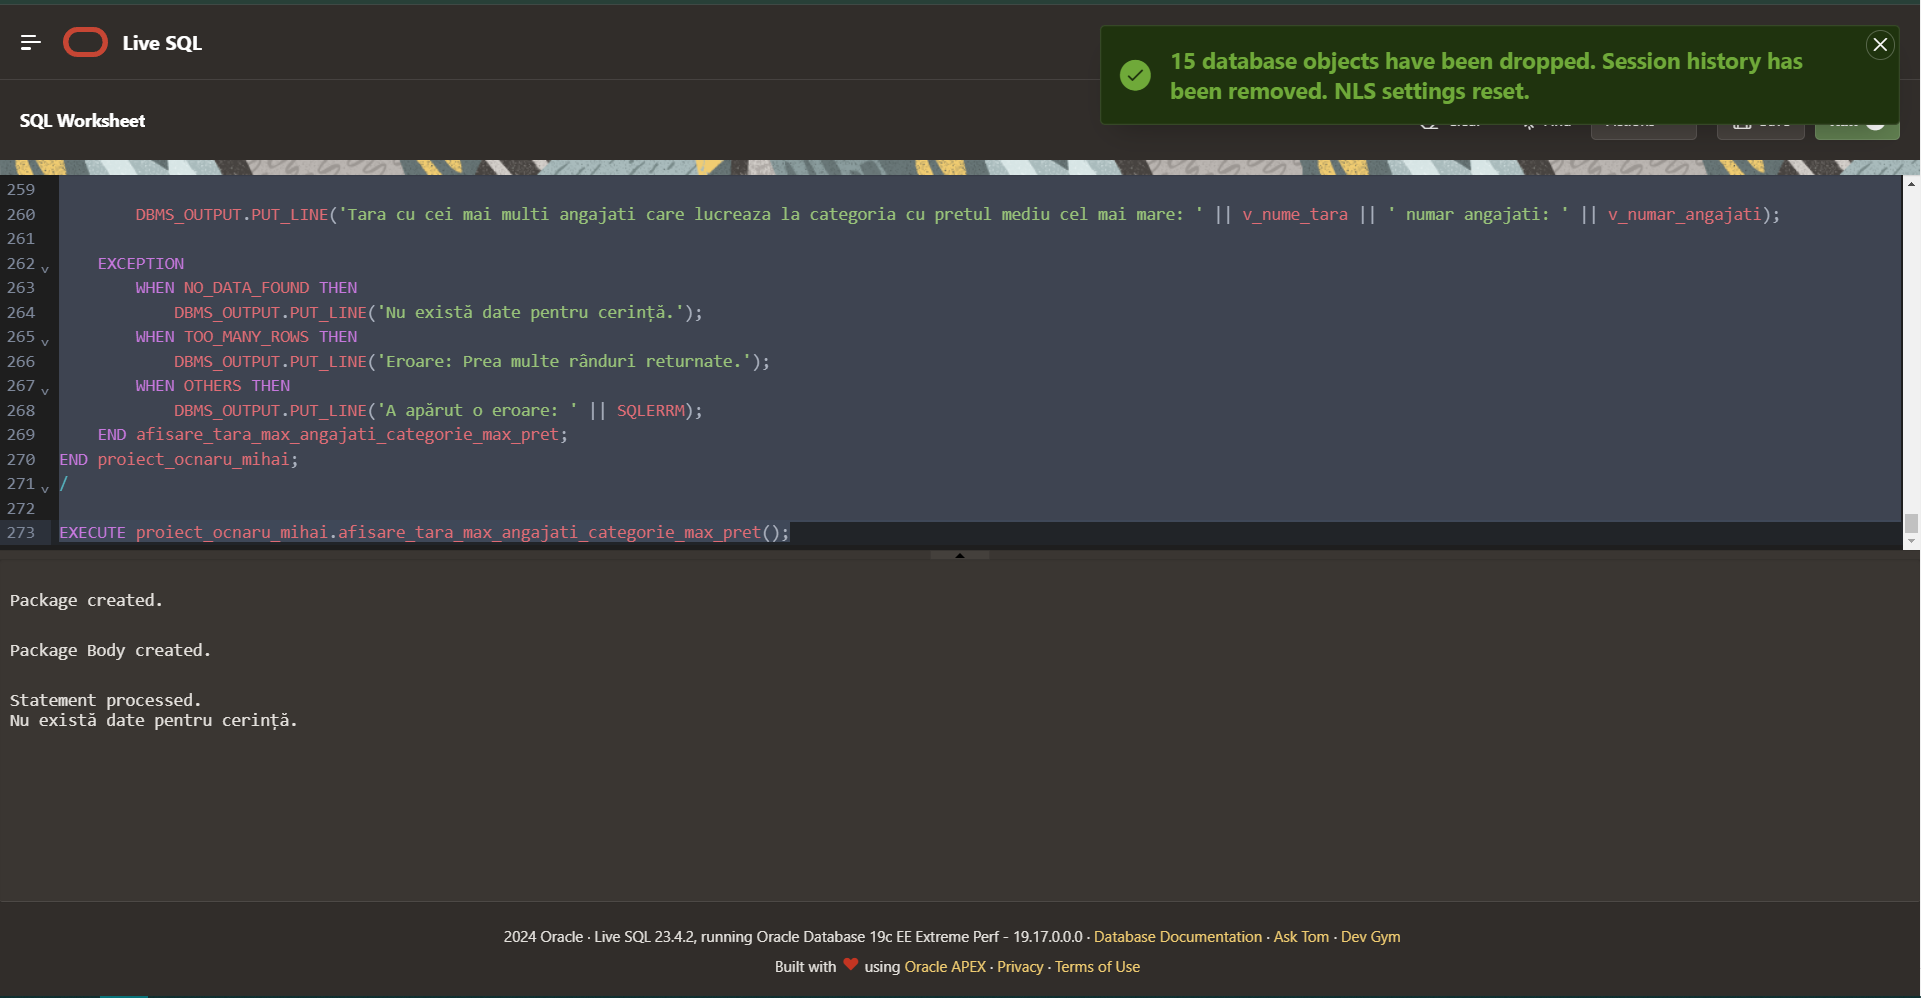 Live SQL
15 database objects have been dropped. Session history has
been removed. NLS settings reset.
SQL Worksheet
259
260 DBMS_OUTPUT.PUT_LINE('Tara cu cei mai multi angajati care lucreaza la categoria cu pretul mediu cel mai mare: ' || v_nume_tara || ' numar angajati: ' || v_numar_angajati);
261
262 EXCEPTION
263 WHEN NO_DATA_FOUND THEN
264 DBMS_OUTPUT.PUT_LINE('Nu există date pentru cerință.');
265 WHEN TOO_MANY_ROWS THEN
266 DBMS_OUTPUT.PUT_LINE('Eroare: Prea multe rânduri returnate.');
267 WHEN OTHERS THEN
268 DBMS_OUTPUT.PUT_LINE('A apărut o eroare: ' || SQLERRM);
269 END afisare_tara_max_angajati_categorie_max_pret;
270 END proiect_ocnaru_mihai;
271 /
272
273 EXECUTE proiect_ocnaru_mihai.afisare_tara_max_angajati_categorie_max_pret();
Package created.
Package Body created.
Statement processed.
Nu există date pentru cerință.
2024 Oracle · Live SQL 23.4.2, running Oracle Database 19c EE Extreme Perf - 19.17.0.0.0 · Database Documentation · Ask Tom · Dev Gym
Built with ❤ using Oracle APEX · Privacy · Terms of Use